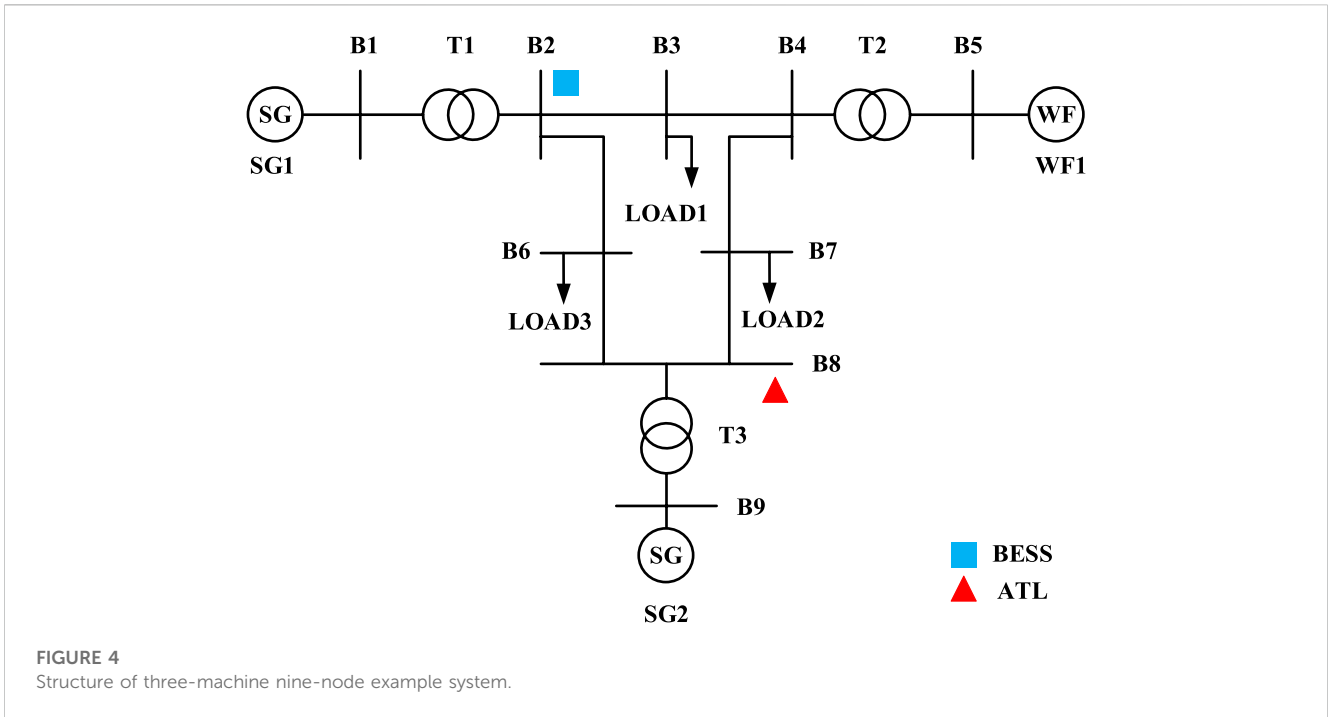 B1 T1 B2 B3 B4 T2 B5
SG WF
SG1 WF1
LOAD1
B6 B7
LOAD3 LOAD2
B8
T3
B9
SG
BESS
ATL
SG2
FIGURE 4
Structure of three-machine nine-node example system.